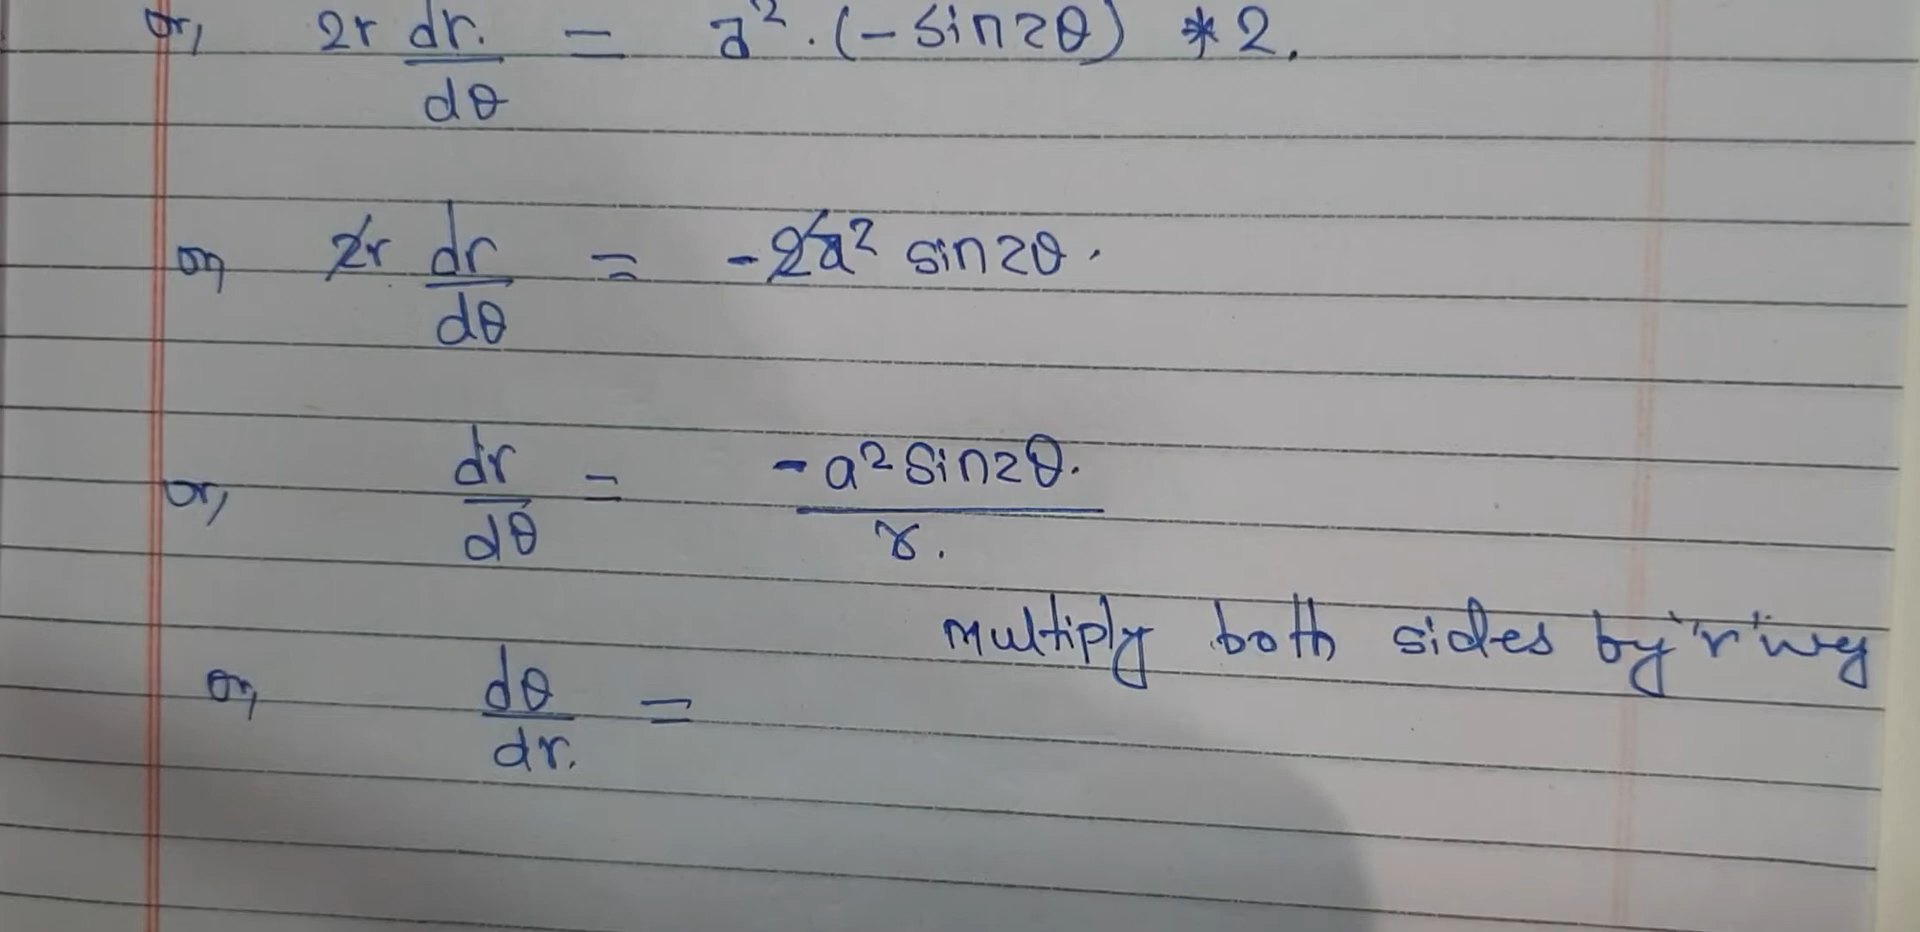 or, 2r dr/dθ = a². (- sin2θ) * 2.
or, 2r dr/dθ = -2a² sin2θ.
or, dr/dθ = -a² sin2θ./r.
Multiply both sides by "r" we
or, dθ/dr. =